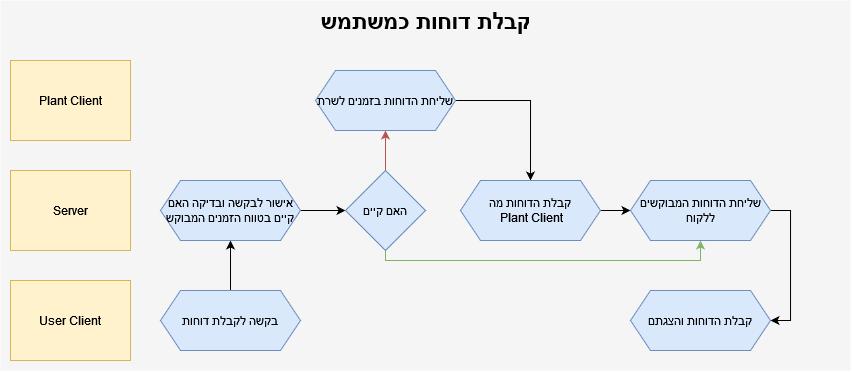 קבלת דוחות כמשתמש
Plant Client
שליחת הדוחות בזמנים לשרת
Server
אישור לבקשה ובדיקה האם
קיים בטווח הזמנים המבוקש
האם קיים
קבלת הדוחות מה
Plant Client
שליחת הדוחות המבוקשים
ללקוח
User Client
בקשה לקבלת דוחות
קבלת הדוחות והצגתם